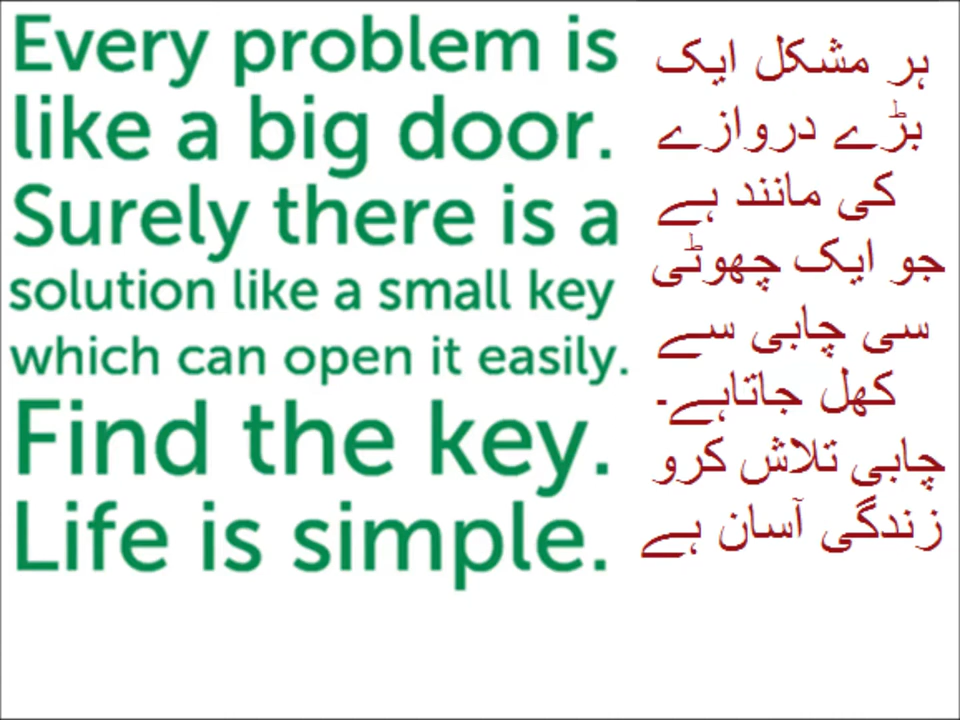 Every problem is
like a big door.
Surely there is a
solution like a small key
which can open it easily.
Find the key.
Life is simple.
ہر مشکل ایک
بڑے دروازے
کی مانند ہے
جو ایک چھوٹی
سی چابی سے
کھل جاتاہے۔
چابی تلاش کرو
زندگی آسان ہے